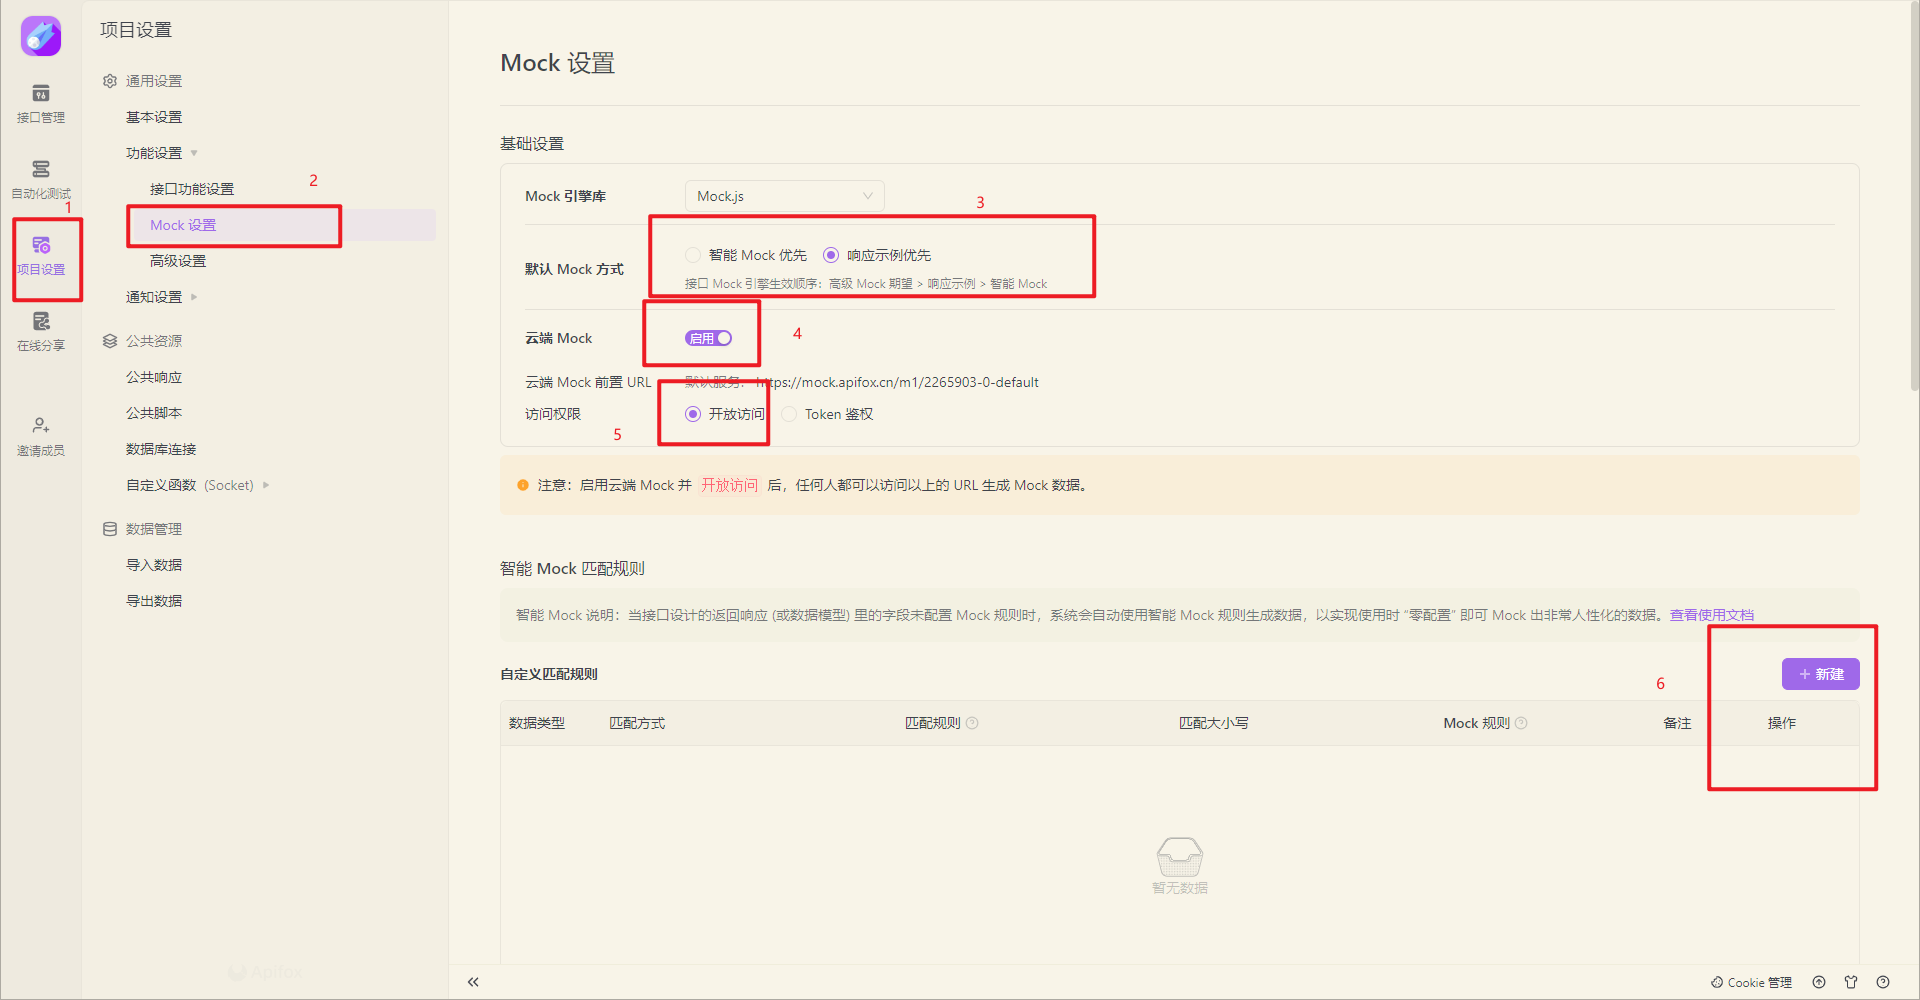 项目设置
接口管理
自动化测试
1
项目设置
在线分享
邀请成员
通用设置
基本设置
功能设置
接口功能设置
2
Mock 设置
高级设置
通知设置
公共资源
公共响应
公共脚本
数据库连接
自定义函数 (Socket)
数据管理
导入数据
导出数据
Apifox
Mock 设置
基础设置
Mock 引擎库
Mock.js
3
默认 Mock 方式
智能 Mock 优先 响应示例优先
接口 Mock 引擎生效顺序：高级 Mock 期望 > 响应示例 > 智能 Mock
云端 Mock
启用
4
云端 Mock 前置 URL
默认服务： https://mock.apifox.cn/m1/2265903-0-default
访问权限
开放访问 Token 鉴权
5
注意：启用云端 Mock 并 开放访问 后，任何人都可以访问以上的 URL 生成 Mock 数据。
智能 Mock 匹配规则
智能 Mock 说明：当接口设计的返回响应 (或数据模型) 里的字段未配置 Mock 规则时，系统会自动使用智能 Mock 规则生成数据，以实现使用时 “零配置” 即可 Mock 出非常人性化的数据。查看使用文档
自定义匹配规则
6
+ 新建
数据类型 匹配方式 匹配规则 匹配大小写 Mock 规则 备注 操作
暂无数据
Cookie 管理